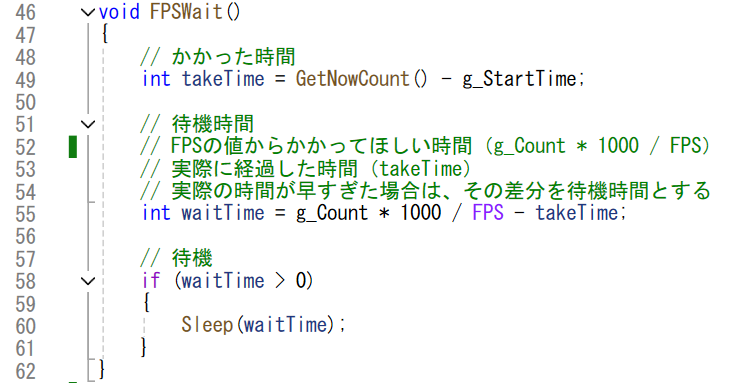 46 void FPSWait()
47 {
48 // かかった時間
49 int takeTime = GetNowCount() - g_StartTime;
50
51 // 待機時間
52 // FPSの値からかかってほしい時間 (g_Count * 1000 / FPS)
53 // 実際に経過した時間 (takeTime)
54 // 実際の時間が早すぎた場合は、その差分を待機時間とする
55 int waitTime = g_Count * 1000 / FPS - takeTime;
56
57 // 待機
58 if (waitTime > 0)
59 {
60 Sleep(waitTime);
61 }
62 }